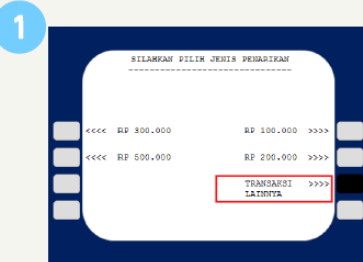 1
SILAHKAN PILIH JENIS PENARIKAN
--------------------------------
<<<< RP 300.000 RP 100.000 >>>>
<<<< RP 500.000 RP 200.000 >>>>
TRANSAKSI >>>>
LAINNYA